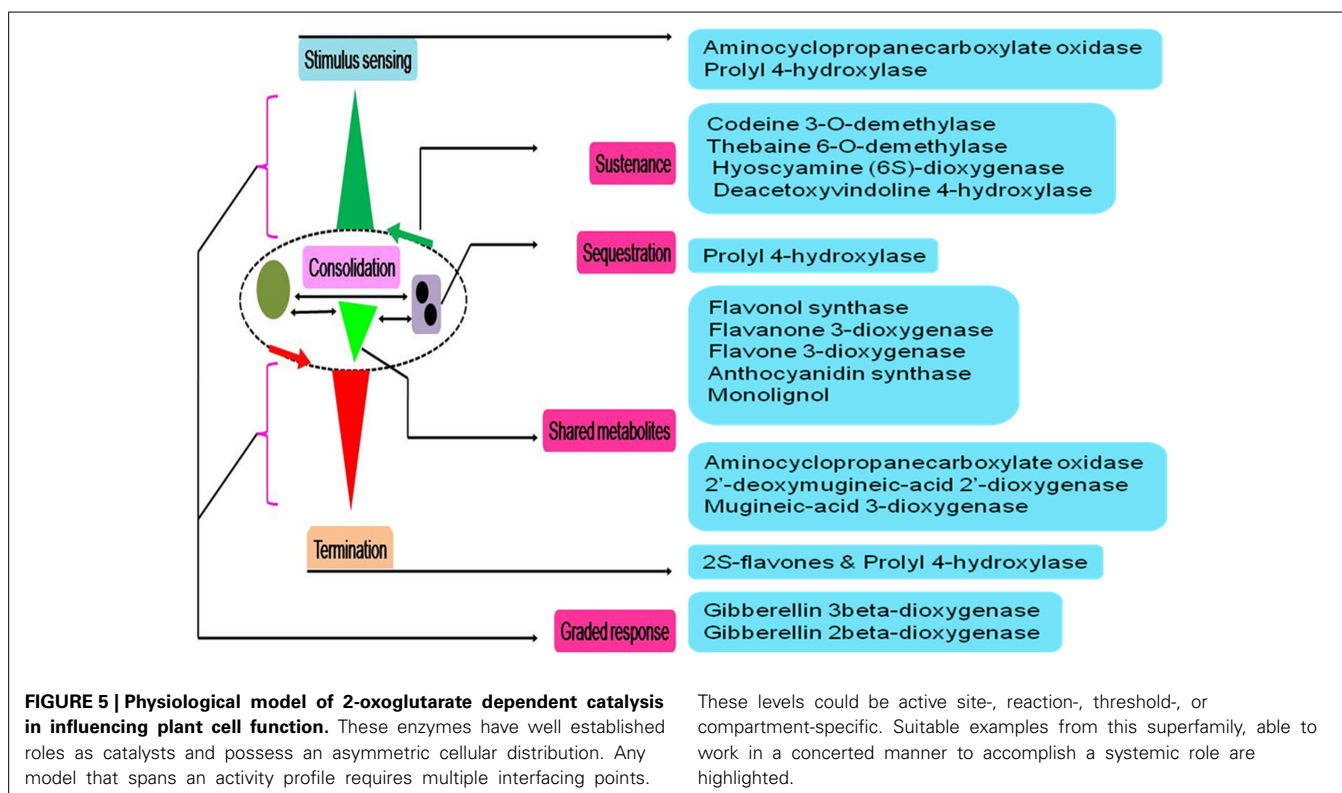 Stimulus sensing
Aminocyclopropanecarboxylate oxidase
Prolyl 4-hydroxylase
Sustenance
Codeine 3-O-demethylase
Thebaine 6-O-demethylase
Hyoscyamine (6S)-dioxygenase
Deacetoxyvindoline 4-hydroxylase
Consolidation
Sequestration
Prolyl 4-hydroxylase
Flavonol synthase
Flavanone 3-dioxygenase
Flavone 3-dioxygenase
Anthocyanidin synthase
Monolignol
Shared metabolites
Aminocyclopropanecarboxylate oxidase
2'-deoxymugineic-acid 2'-dioxygenase
Mugineic-acid 3-dioxygenase
Termination
2S-flavones & Prolyl 4-hydroxylase
Graded response
Gibberellin 3beta-dioxygenase
Gibberellin 2beta-dioxygenase
FIGURE 5 | Physiological model of 2-oxoglutarate dependent catalysis
in influencing plant cell function. These enzymes have well established
roles as catalysts and possess an asymmetric cellular distribution. Any
model that spans an activity profile requires multiple interfacing points.
These levels could be active site-, reaction-, threshold-, or
compartment-specific. Suitable examples from this superfamily, able to
work in a concerted manner to accomplish a systemic role are
highlighted.